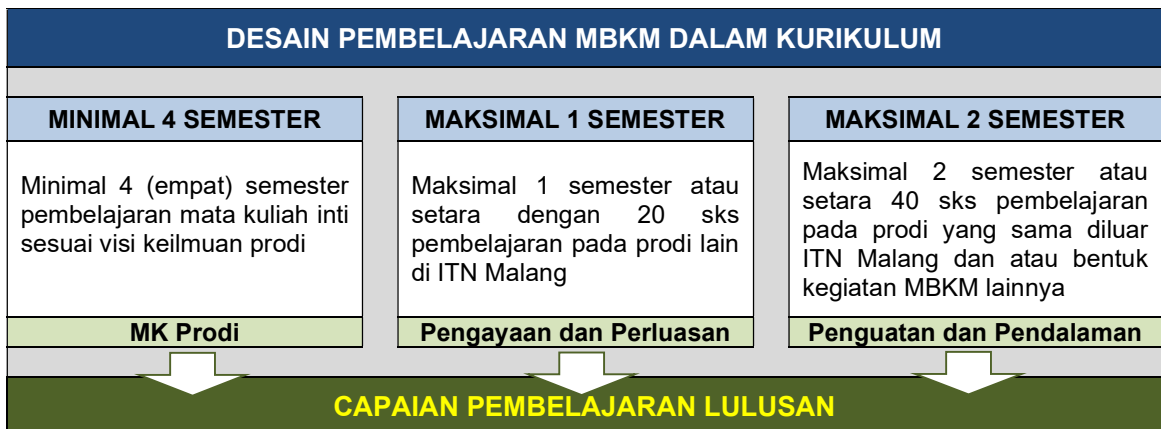 DESAIN PEMBELAJARAN MBKM DALAM KURIKULUM
MINIMAL 4 SEMESTER
Minimal 4 (empat) semester
pembelajaran mata kuliah inti
sesuai visi keilmuan prodi
MK Prodi
MAKSIMAL 1 SEMESTER
Maksimal 1 semester atau
setara dengan 20 sks
pembelajaran pada prodi lain
di ITN Malang
Pengayaan dan Perluasan
MAKSIMAL 2 SEMESTER
Maksimal 2 semester atau
setara 40 sks pembelajaran
pada prodi yang sama diluar
ITN Malang dan atau bentuk
kegiatan MBKM lainnya
Penguatan dan Pendalaman
CAPAIAN PEMBELAJARAN LULUSAN